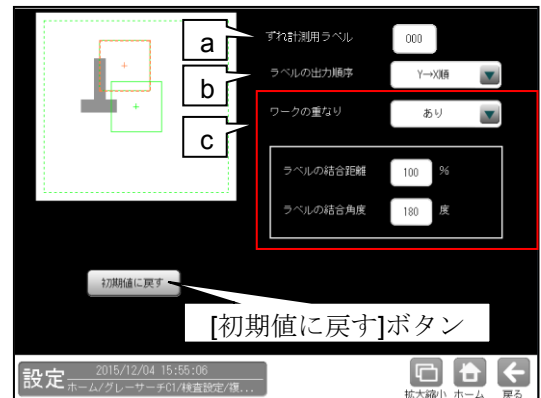 a
ずれ計測用ラベル
000
b
ラベルの出力順序
Y→X順
c
ワークの重なり
あり
ラベルの結合距離
100
%
ラベルの結合角度
180
度
初期値に戻す
[初期値に戻す]ボタン
設定
2015/12/04 15:55:06
ホーム/グレーサーチC1/検査設定/複...
拡大縮小
ホーム
戻る